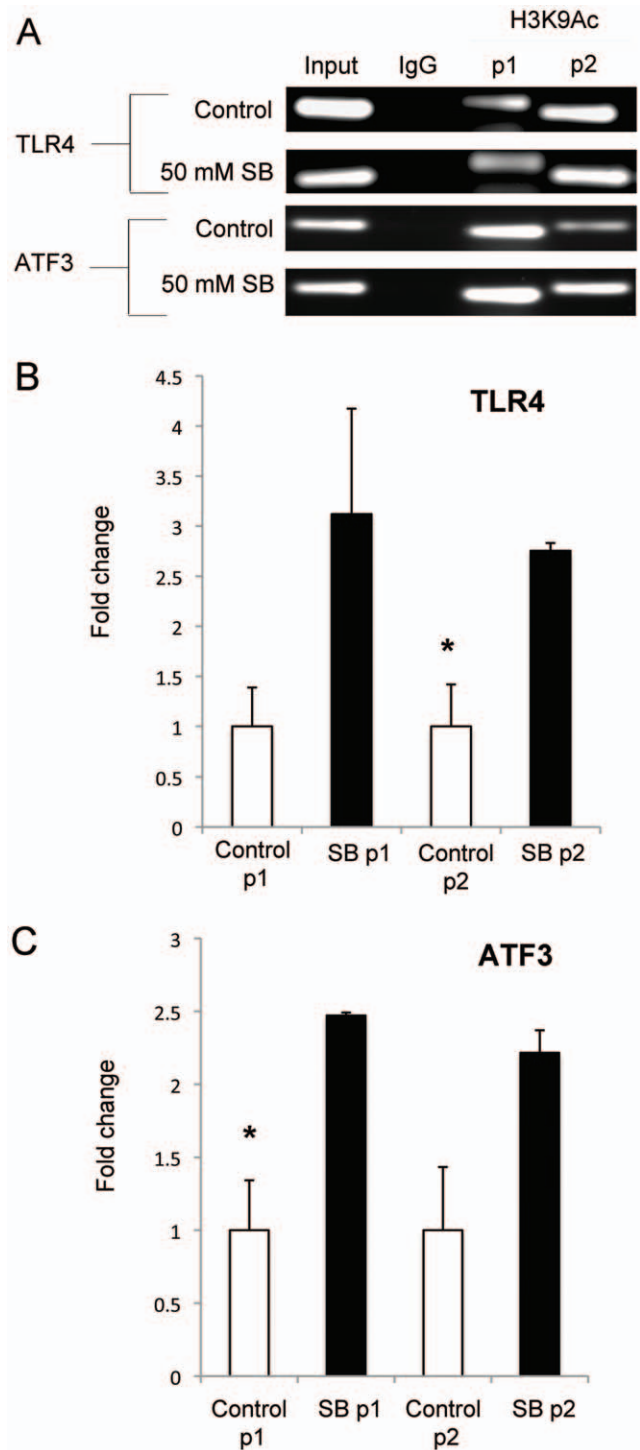 A
H3K9Ac
Input IgG p1 p2
TLR4
Control
50 mM SB
ATF3
Control
50 mM SB
B
TLR4
Fold change
4.5
4
3.5
3
2.5
2
1.5
1
0.5
0
*
Control p1
SB p1
Control p2
SB p2
C
ATF3
Fold change
3
2.5
2
1.5
1
0.5
0
*
Control p1
SB p1
Control p2
SB p2